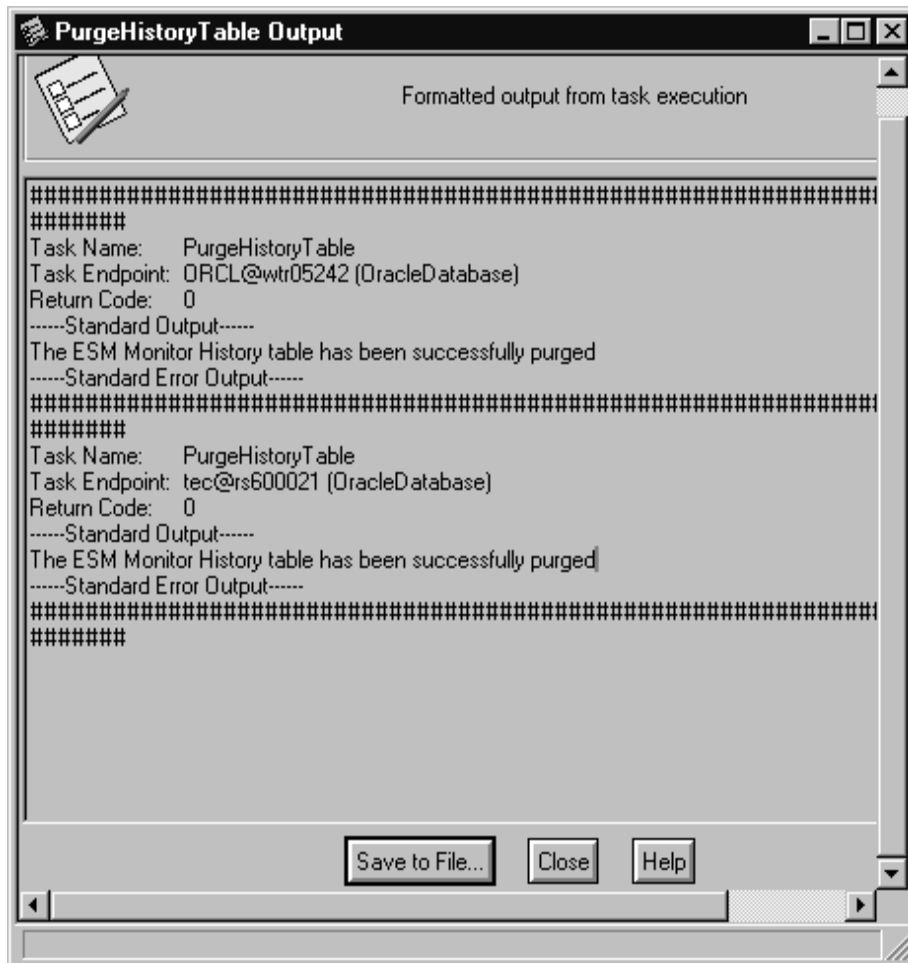 PurgeHistoryTable Output
Formatted output from task execution
#############################################################
#######
Task Name: PurgeHistoryTable
Task Endpoint: ORCL@wtr05242 (OracleDatabase)
Return Code: 0
------Standard Output------
The ESM Monitor History table has been successfully purged
------Standard Error Output------
#############################################################
#######
Task Name: PurgeHistoryTable
Task Endpoint: tec@rs600021 (OracleDatabase)
Return Code: 0
------Standard Output------
The ESM Monitor History table has been successfully purged
------Standard Error Output------
#############################################################
#######
Save to File... Close Help